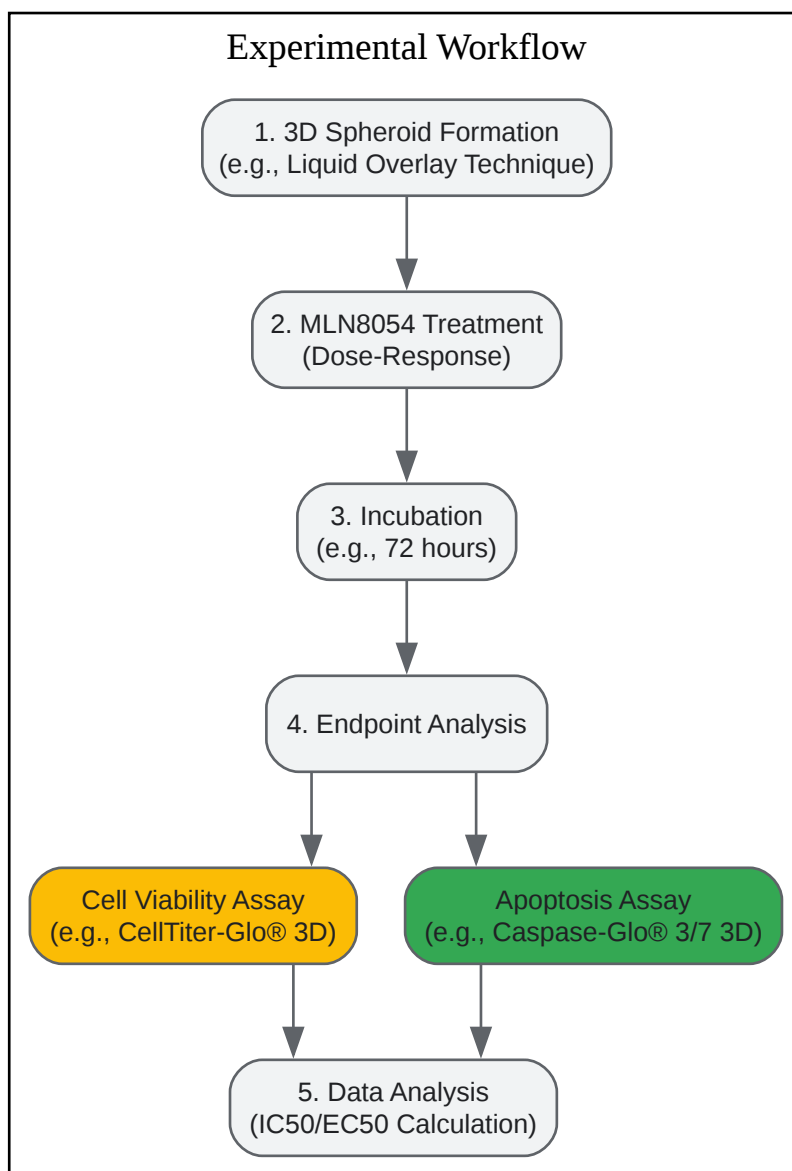 Experimental Workflow
1. 3D Spheroid Formation
(e.g., Liquid Overlay Technique)
2. MLN8054 Treatment
(Dose-Response)
3. Incubation
(e.g., 72 hours)
4. Endpoint Analysis
Cell Viability Assay
(e.g., CellTiter-Glo® 3D)
Apoptosis Assay
(e.g., Caspase-Glo® 3/7 3D)
5. Data Analysis
(IC50/EC50 Calculation)